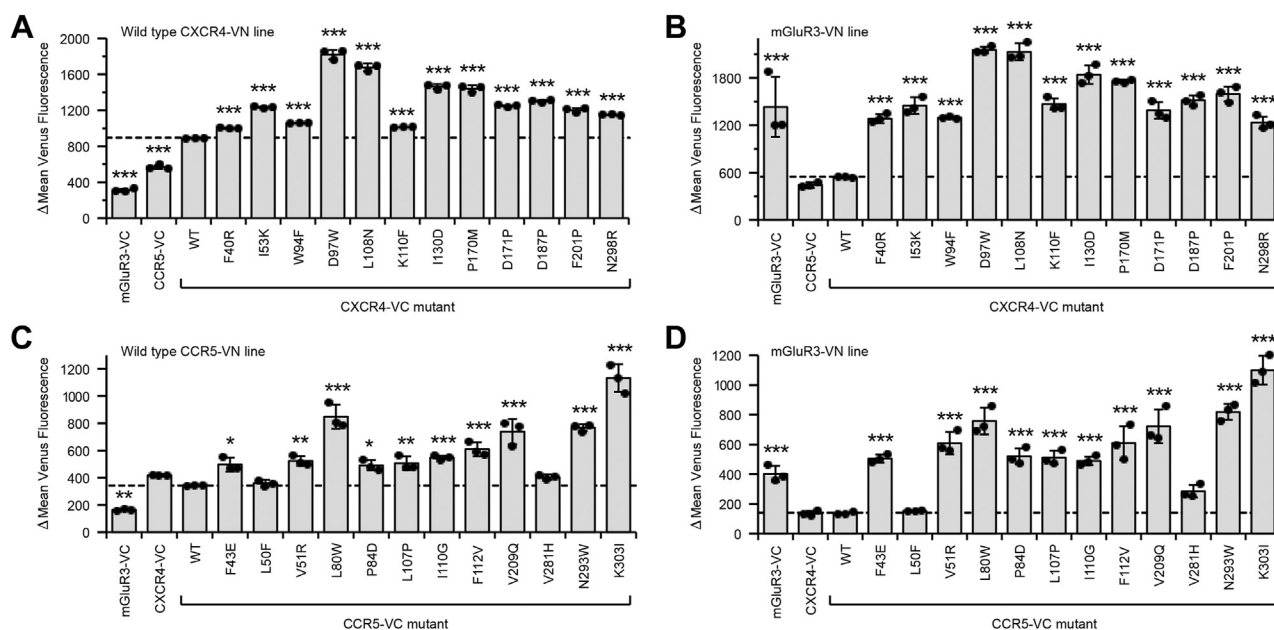 A
Wild type CXCR4-VN line
Δ Mean Venus Fluorescence
2000
1600
1200
800
400
0
*** *** *** *** *** *** *** *** *** *** *** *** *** ***
mGluR3-VC CCR5-VC WT F40R I53K W94F D97W L108N K110F I130D P170M D171P D187P F201P N298R
CXCR4-VC mutant
B
mGluR3-VN line
Δ Mean Venus Fluorescence
1800
1200
600
0
*** *** *** *** *** *** *** *** *** *** *** *** ***
mGluR3-VC CCR5-VC WT F40R I53K W94F D97W L108N K110F I130D P170M D171P D187P F201P N298R
CXCR4-VC mutant
C
Wild type CCR5-VN line
Δ Mean Venus Fluorescence
1200
1000
800
600
400
200
0
** * ** *** * ** *** *** *** *** ***
mGluR3-VC CXCR4-VC WT F43E L50F V51R L80W P84D L107P I110G F112V V209Q V281H N293W K303I
CCR5-VC mutant
D
mGluR3-VN line
Δ Mean Venus Fluorescence
1200
1000
800
600
400
200
0
*** *** *** *** *** *** *** *** *** *** ***
mGluR3-VC CXCR4-VC WT F43E L50F V51R L80W P84D L107P I110G F112V V209Q V281H N293W K303I
CCR5-VC mutant